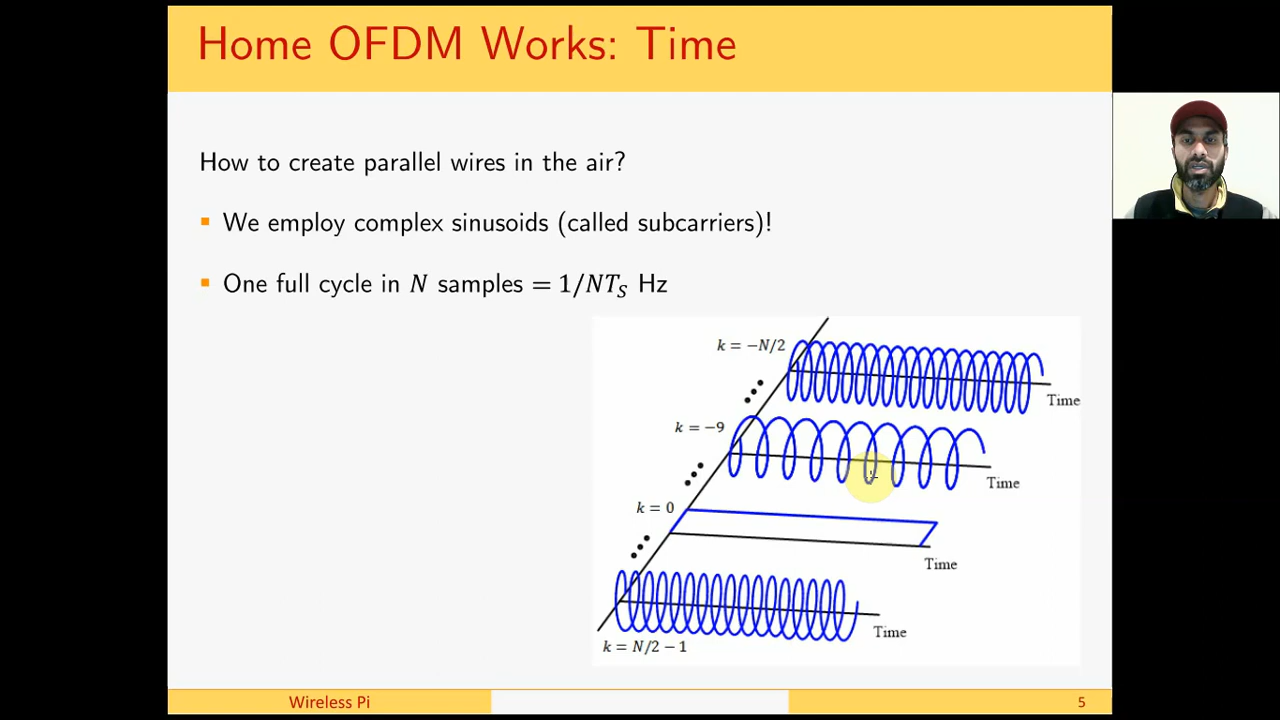 Home OFDM Works: Time
How to create parallel wires in the air?
▪ We employ complex sinusoids (called subcarriers)!
▪ One full cycle in N samples = 1/NT_S Hz
k = −N/2
Time
k = −9
Time
k = 0
Time
Time
k = N/2 − 1
Wireless Pi
5